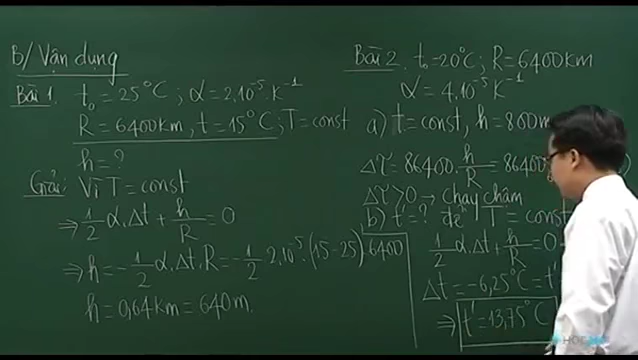 B/ Vận dụng
Bài 1. t₀ = 25°C ; α = 2.10⁻⁵.K⁻¹
R = 6400km, t = 15°C ; T = const
h = ?
Giải: Vì T = const
⇒ 1/2 α.Δt + h/R = 0
⇒ h = -1/2 α.Δt.R = -1/2 . 2.10⁻⁵.(15 - 25) 6400
h = 0,64km = 640m.
Bài 2. t₀ = 20°C ; R = 6400km
α = 4.10⁻⁵ K⁻¹
a) t = const, h = 800m
Δτ = 86400. h/R = 86400
Δτ > 0 → chạy chậm
b) t' = ? để T = const
1/2 α.Δt + h/R = 0
Δt = -6,25°C = t'
⇒ t' = 13,75°C